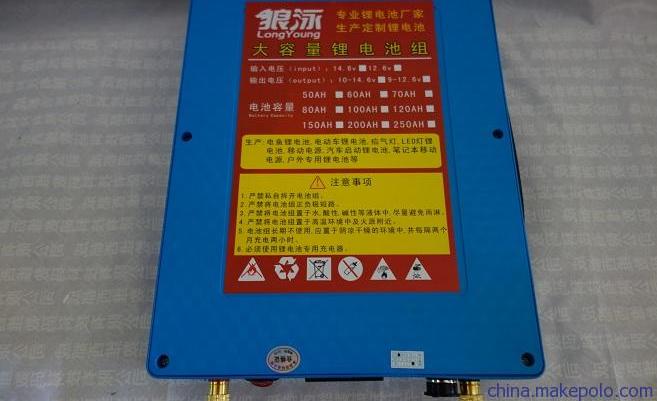 狼泳
LongYoung
专业锂电池厂家
生产定制锂电池
大容量锂电池组
输入电压（input）：14.6v 12.6v
输出电压（output）：10-14.6v 9-12.6v
电池容量
Battery Capacity
50AH 60AH 70AH
80AH 100AH 120AH
150AH 200AH 250AH
生产：电鱼锂电池,电动车锂电池,疝气灯,LED灯锂
电池,移动电源,汽车启动锂电池,笔记本移动
电源,户外专用锂电池等
注意事项
1.严禁私自拆开电池组。
2.严禁将电池组正负极短路。
3.严禁将电池组置于水,酸性,碱性等液体中,尽量避免雨淋。
4.严禁将电池组置于高温环境中及火源附近。
5.电池组长期不使用,应置于阴凉干燥的环境中,并每隔两个
月充电两小时。
6.必须使用锂电池专用充电器。
合格证
china.makepolo.com